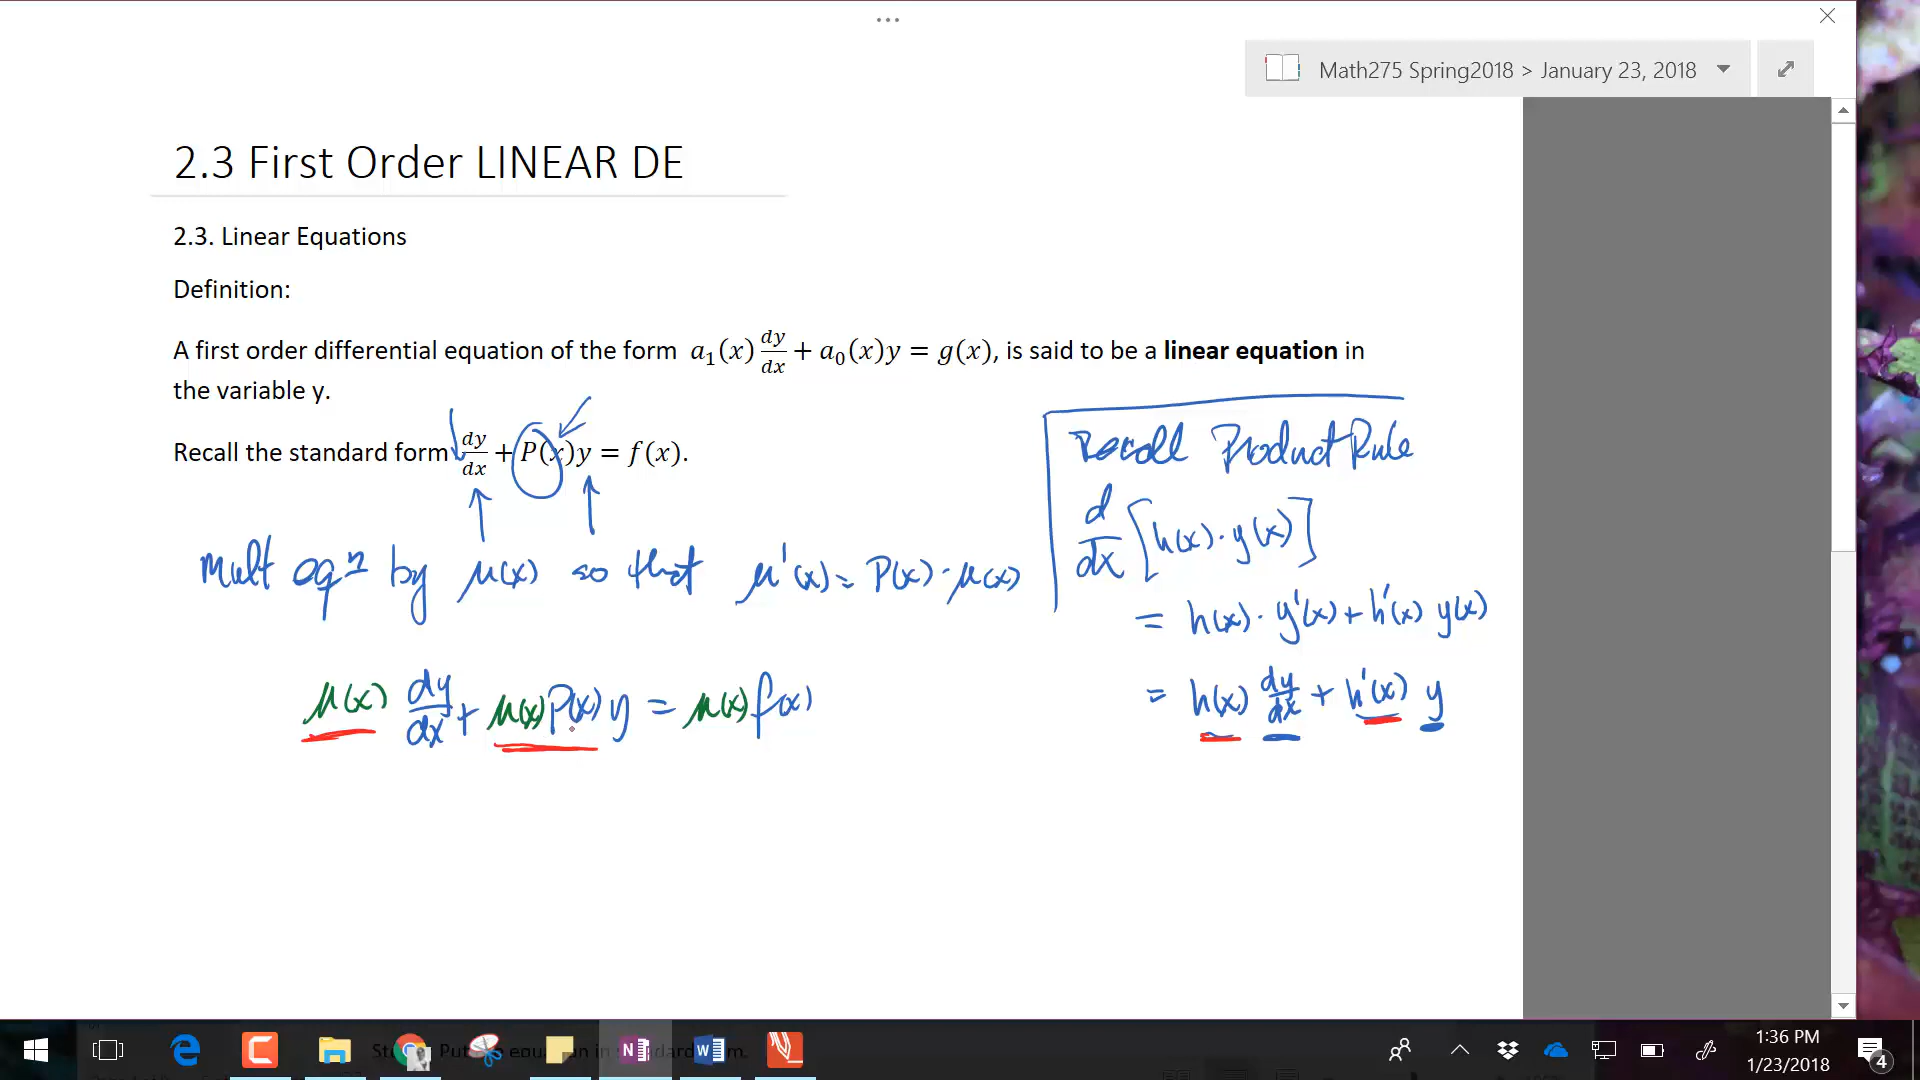 Math275 Spring2018 > January 23, 2018
2.3 First Order LINEAR DE
2.3. Linear Equations
Definition:
A first order differential equation of the form a₁(x) dy/dx + a₀(x)y = g(x), is said to be a linear equation in
the variable y.
Recall the standard form dy/dx + P(x)y = f(x).
Mult eqn by μ(x) so that μ'(x) = P(x)·μ(x)
μ(x) dy/dx + μ(x)P(x)y = μ(x)f(x)
Recall Product Rule
d/dx [h(x)·y(x)]
= h(x)·y'(x) + h'(x) y(x)
= h(x) dy/dx + h'(x) y
1:36 PM
1/23/2018
4